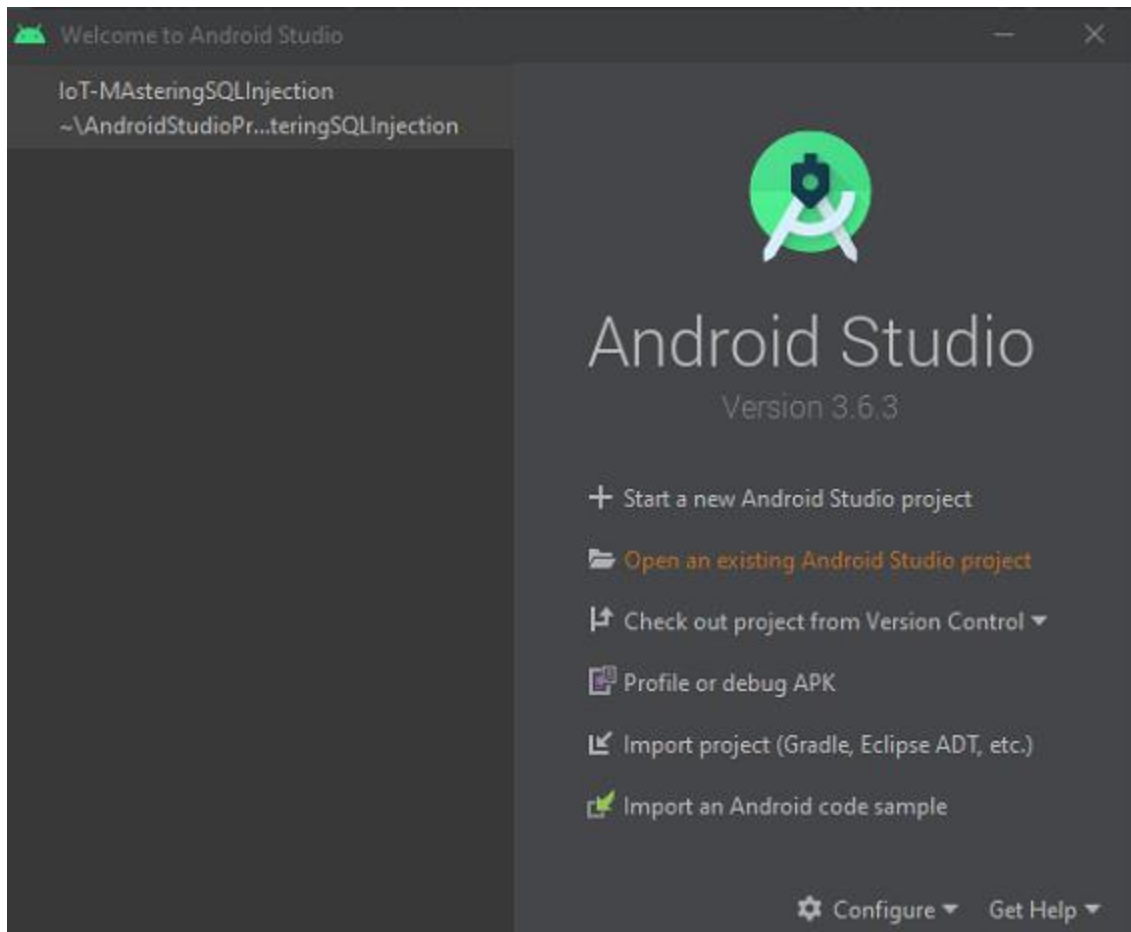 Welcome to Android Studio
IoT-MAsteringSQLInjection
~\AndroidStudioPr...teringSQLInjection
Android Studio
Version 3.6.3
Start a new Android Studio project
Open an existing Android Studio project
Check out project from Version Control
Profile or debug APK
Import project (Gradle, Eclipse ADT, etc.)
Import an Android code sample
Configure
Get Help